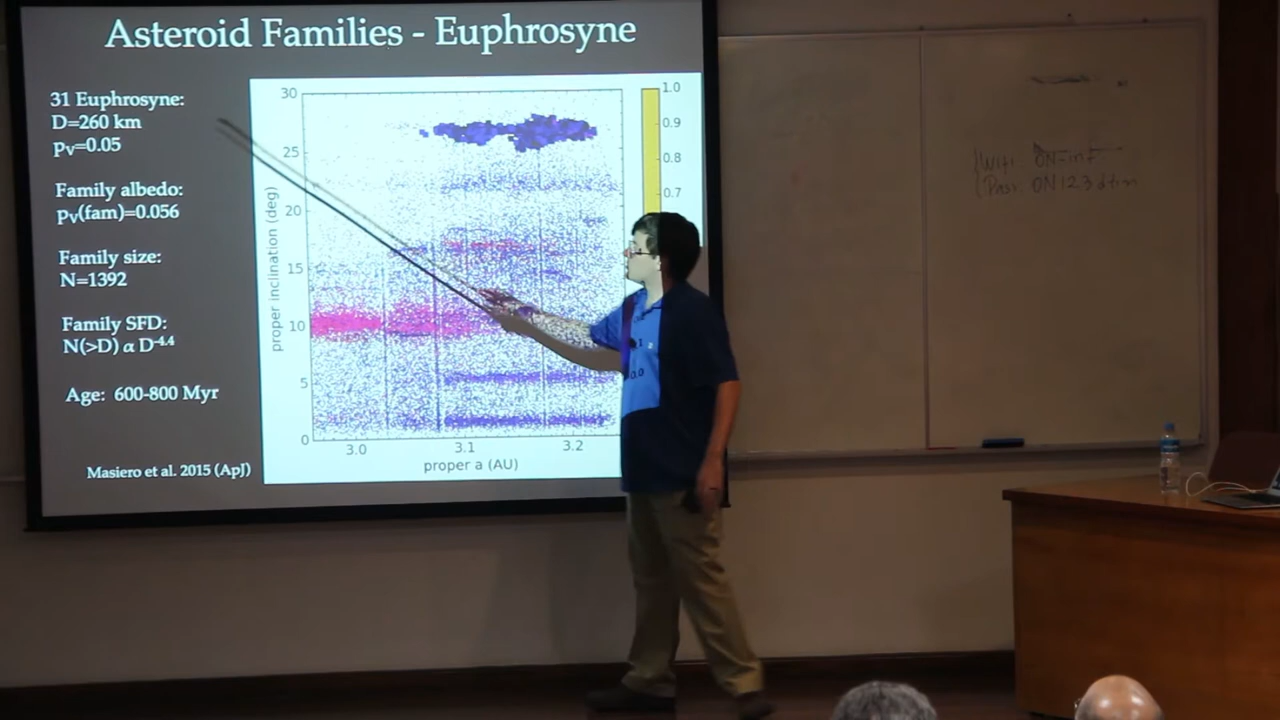 Asteroid Families - Euphrosyne
31 Euphrosyne:
D=260 km
pv=0.05
Family albedo:
pv(fam)=0.056
Family size:
N=1392
Family SFD:
N(>D) α D-4.4
Age: 600-800 Myr
Masiero et al. 2015 (ApJ)
30
25
20
15
10
5
0
proper inclination (deg)
3.0
3.1
3.2
proper a (AU)
1.0
0.9
0.8
0.7
0.0